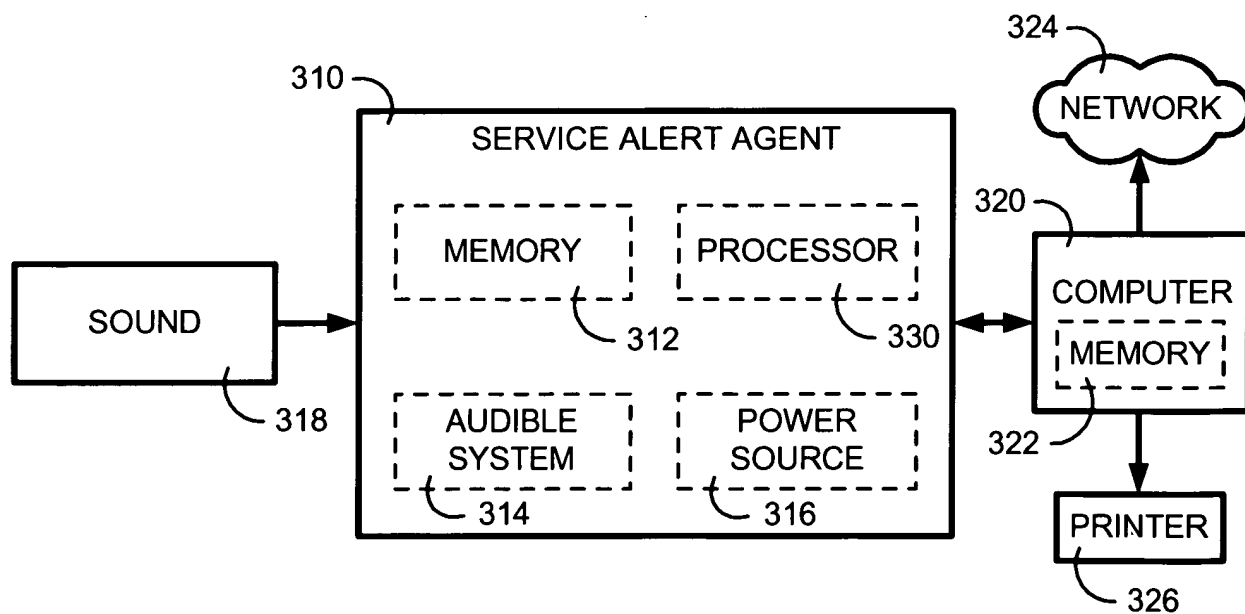 324
NETWORK
310
SERVICE ALERT AGENT
320
MEMORY
PROCESSOR
COMPUTER
SOUND
312
330
MEMORY
318
AUDIBLE
SYSTEM
POWER
SOURCE
322
314
316
PRINTER
326